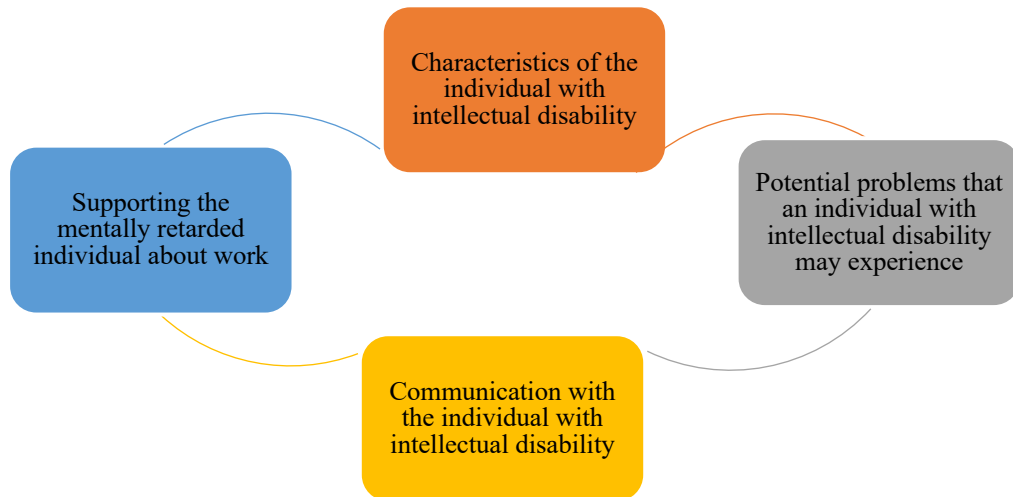 Characteristics of the
individual with
intellectual disability
Potential problems that
an individual with
intellectual disability
may experience
Communication with
the individual with
intellectual disability
Supporting the
mentally retarded
individual about work